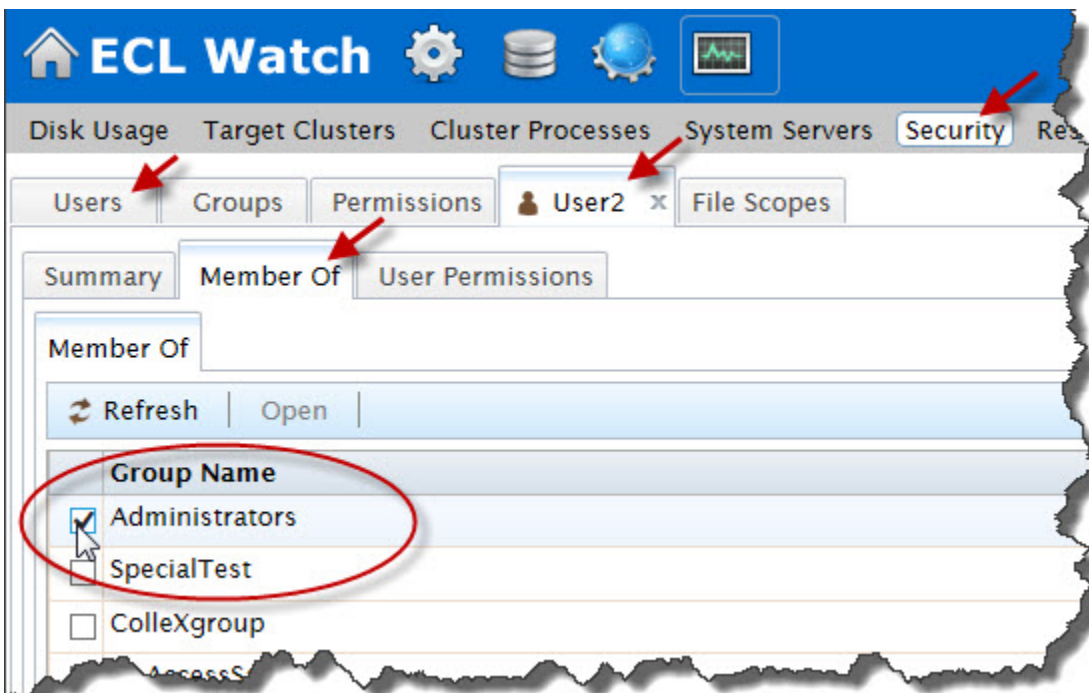 ECL Watch
Disk Usage Target Clusters Cluster Processes System Servers Security Res
Users Groups Permissions User2 x File Scopes
Summary Member Of User Permissions
Member Of
Refresh Open
Group Name
Administrators
SpecialTest
ColleXgroup